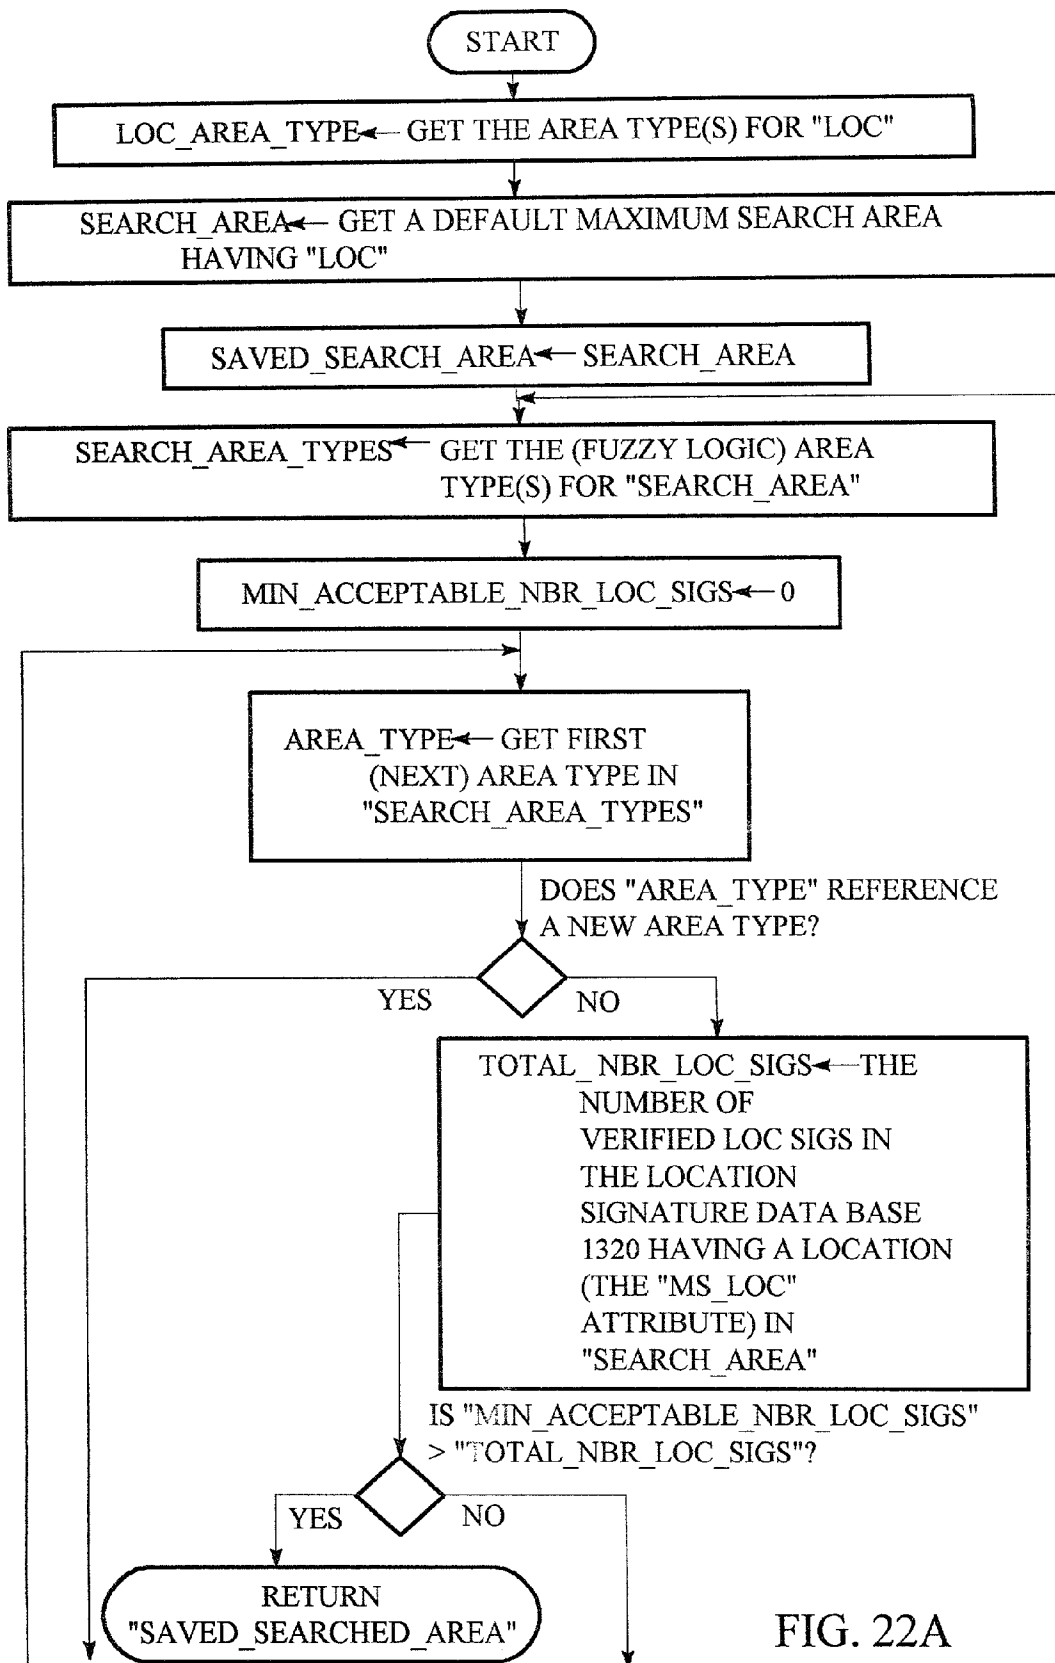 START
LOC_AREA_TYPE← GET THE AREA TYPE(S) FOR "LOC"
SEARCH_AREA← GET A DEFAULT MAXIMUM SEARCH AREA
HAVING "LOC"
SAVED_SEARCH_AREA← SEARCH_AREA
SEARCH_AREA_TYPES← GET THE (FUZZY LOGIC) AREA
TYPE(S) FOR "SEARCH_AREA"
MIN_ACCEPTABLE_NBR_LOC_SIGS← 0
AREA_TYPE← GET FIRST
(NEXT) AREA TYPE IN
"SEARCH_AREA_TYPES"
DOES "AREA_TYPE" REFERENCE
A NEW AREA TYPE?
YES
NO
TOTAL_ NBR_LOC_SIGS←THE
NUMBER OF
VERIFIED LOC SIGS IN
THE LOCATION
SIGNATURE DATA BASE
1320 HAVING A LOCATION
(THE "MS_LOC"
ATTRIBUTE) IN
"SEARCH_AREA"
IS "MIN_ACCEPTABLE_NBR_LOC_SIGS"
> "TOTAL_NBR_LOC_SIGS"?
YES
NO
RETURN
"SAVED_SEARCHED_AREA"
FIG. 22A